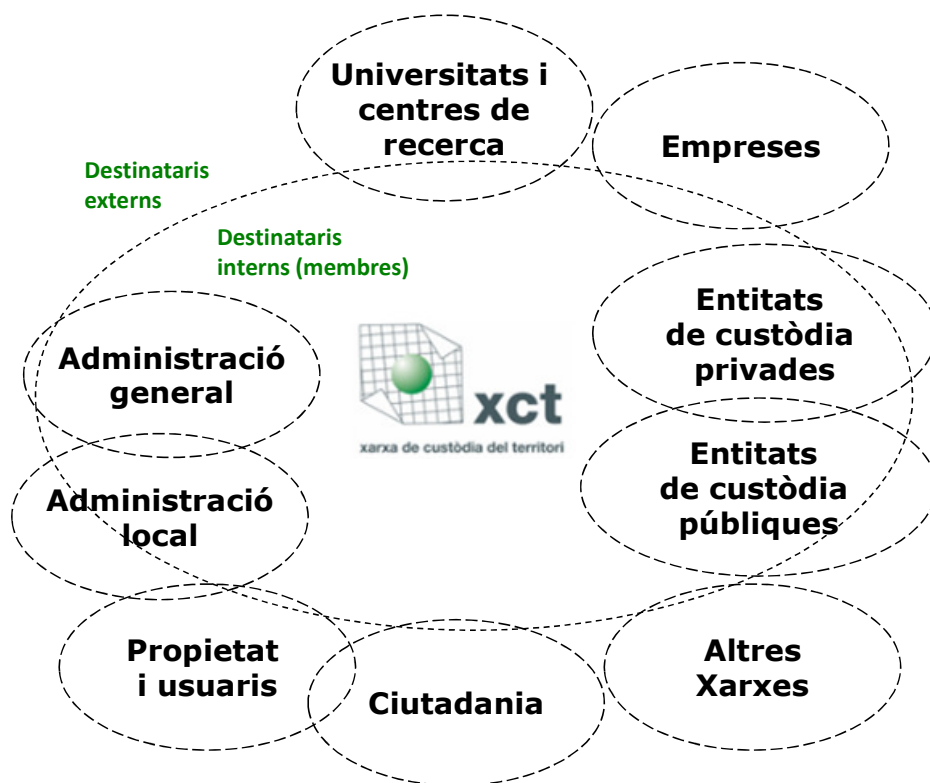 Universitats i
centres de
recerca
Empreses
Destinataris
externs
Destinataris
interns (membres)
Entitats
de custòdia
privades
Administració
general
xct
xarxa de custòdia del territori
Entitats
de custòdia
públiques
Administració
local
Propietat
i usuaris
Ciutadania
Altres
Xarxes